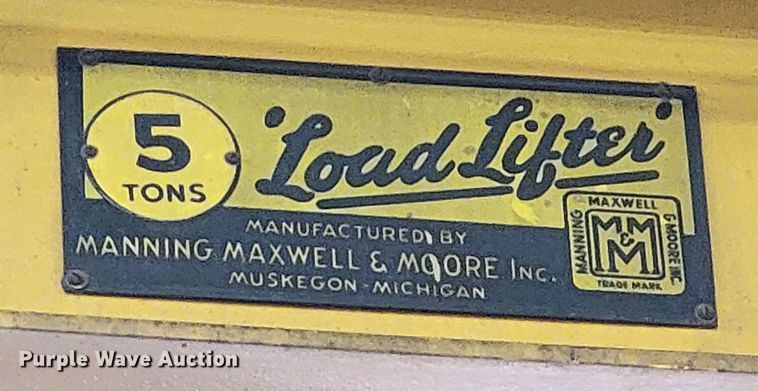 5
TONS
'Load Lifter'
MANUFACTURED BY
MANNING MAXWELL & MOORE INC.
MUSKEGON-MICHIGAN
MAXWELL
MANNING
& MOORE INC.
MM
&
M
TRADE MARK
Purple Wave Auction